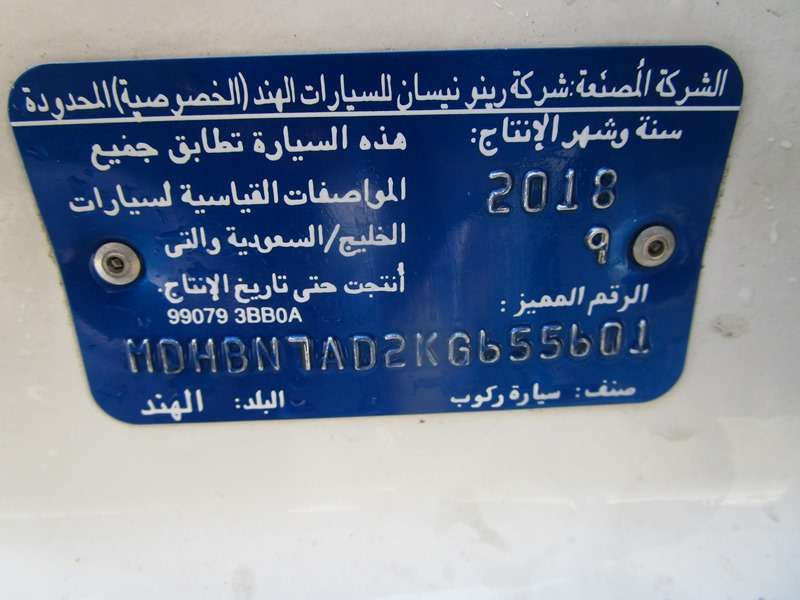 الشركة المُصنَعة: شركة رينو نيسان للسيارات الهند (الخصوصية) المحدودة
سنة وشهر الإنتاج:
2018
9
هذه السيارة تطابق جميع
المواصفات القياسية لسيارات
الخليج/السعودية والتى
أنتجت حتى تاريخ الإنتاج.
99079 3BB0A
الرقم المميز :
MDHBN7AD2KG655601
صنف: سيارة ركوب
البلد: الهند